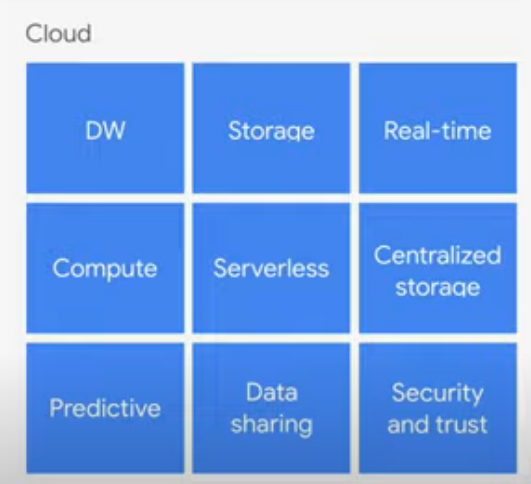 Cloud
DW
Storage
Real-time
Compute
Serverless
Centralized
storage
Predictive
Data
sharing
Security
and trust